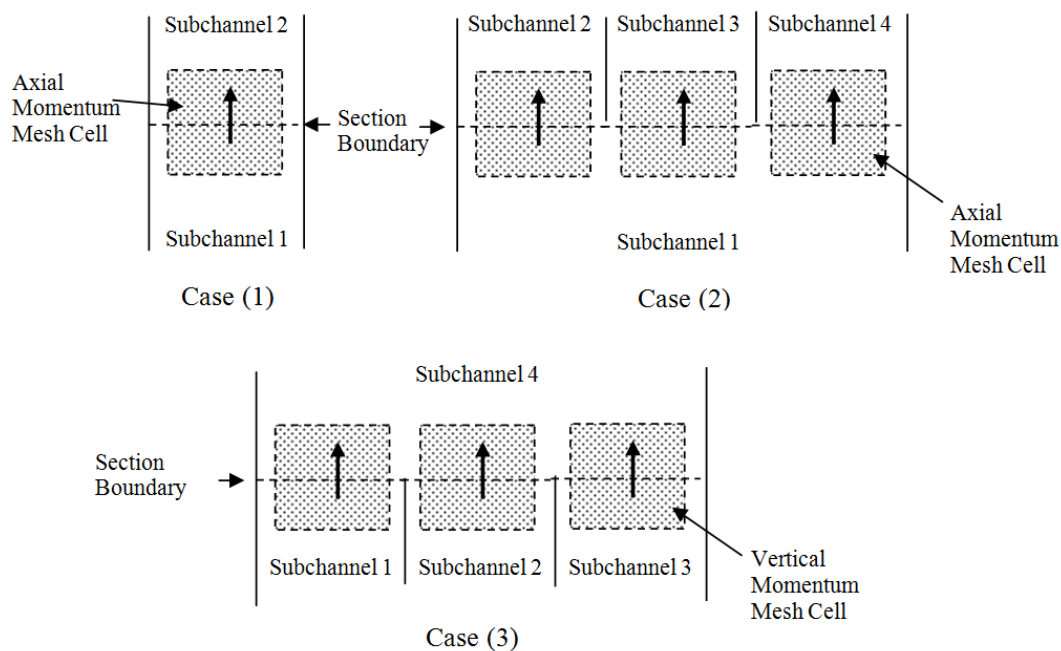 Subchannel 2
Axial
Momentum
Mesh Cell
Section
Boundary
Subchannel 1
Case (1)
Subchannel 2
Subchannel 3
Subchannel 4
Subchannel 1
Axial
Momentum
Mesh Cell
Case (2)
Subchannel 4
Section
Boundary
Subchannel 1
Subchannel 2
Subchannel 3
Vertical
Momentum
Mesh Cell
Case (3)